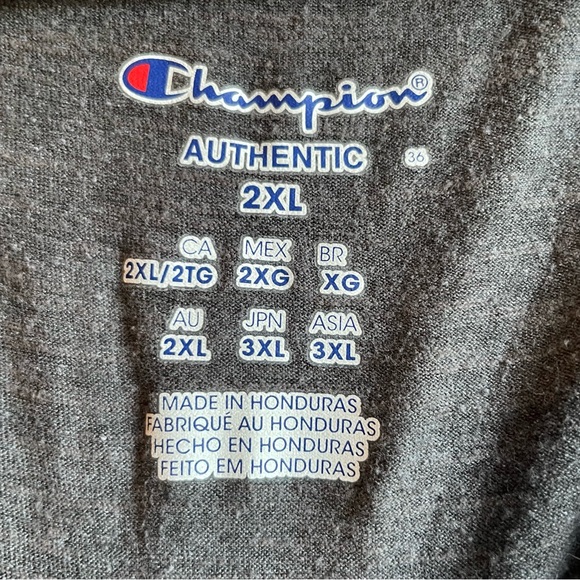 Champion®
AUTHENTIC 36
2XL
CA MEX BR
2XL/2TG 2XG XG
AU JPN ASIA
2XL 3XL 3XL
MADE IN HONDURAS
FABRIQUÉ AU HONDURAS
HECHO EN HONDURAS
FEITO EM HONDURAS